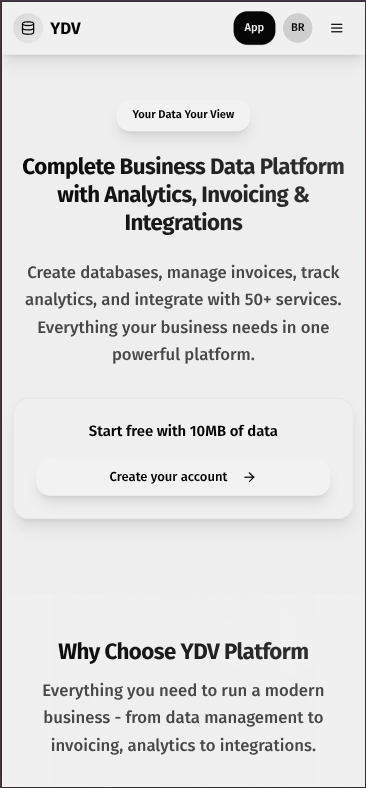 YDV
App
BR
Your Data Your View
Complete Business Data Platform
with Analytics, Invoicing &
Integrations
Create databases, manage invoices, track
analytics, and integrate with 50+ services.
Everything your business needs in one
powerful platform.
Start free with 10MB of data
Create your account
Why Choose YDV Platform
Everything you need to run a modern
business - from data management to
invoicing, analytics to integrations.